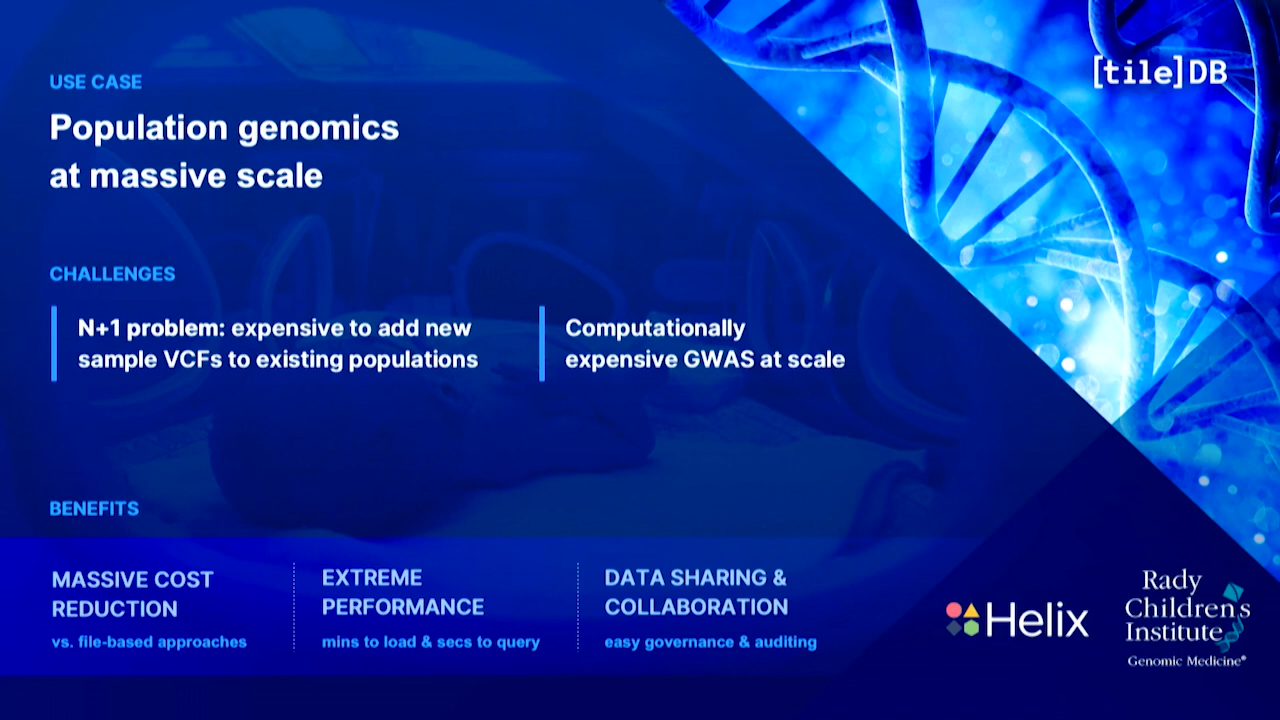 [tile]DB
USE CASE
Population genomics
at massive scale
CHALLENGES
N+1 problem: expensive to add new
sample VCFs to existing populations
Computationally
expensive GWAS at scale
BENEFITS
MASSIVE COST
REDUCTION
vs. file-based approaches
EXTREME
PERFORMANCE
mins to load & secs to query
DATA SHARING &
COLLABORATION
easy governance & auditing
Helix
Rady
Children's
Institute
Genomic Medicine®